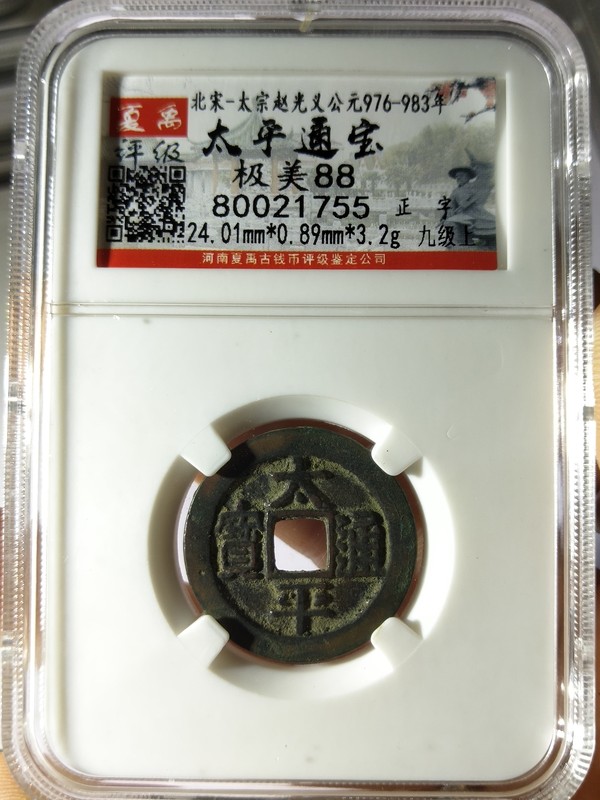 北宋-太宗赵光义公元976-983年
夏禹
评级
太平通宝
极美88
80021755 正字
24.01mm*0.89mm*3.2g 九级上
河南夏禹古钱币评级鉴定公司
太
平
通
寶